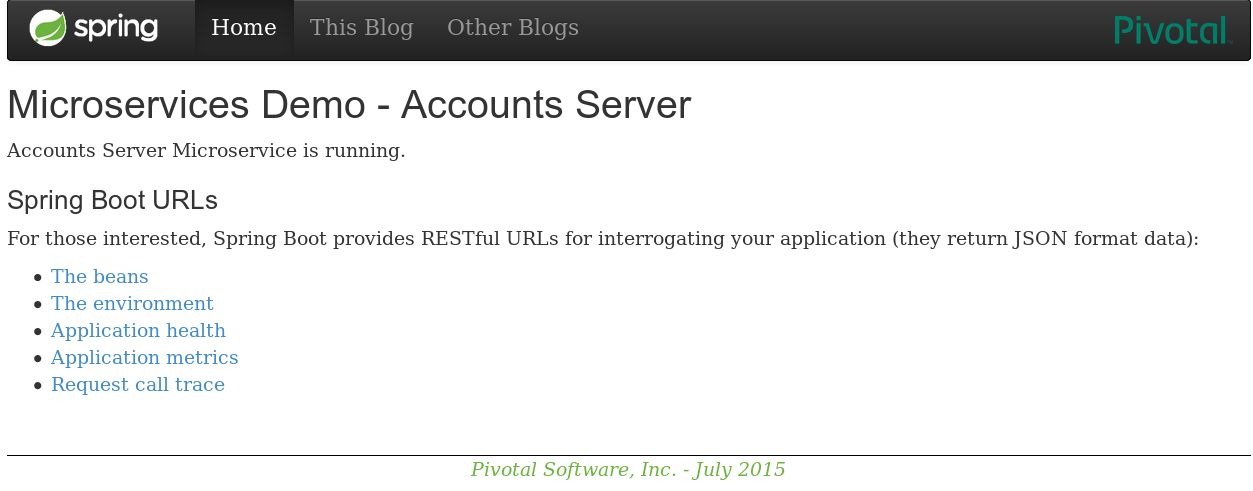 spring Home This Blog Other Blogs Pivotal
Microservices Demo - Accounts Server
Accounts Server Microservice is running.
Spring Boot URLs
For those interested, Spring Boot provides RESTful URLs for interrogating your application (they return JSON format data):
• The beans
• The environment
• Application health
• Application metrics
• Request call trace
Pivotal Software, Inc. - July 2015